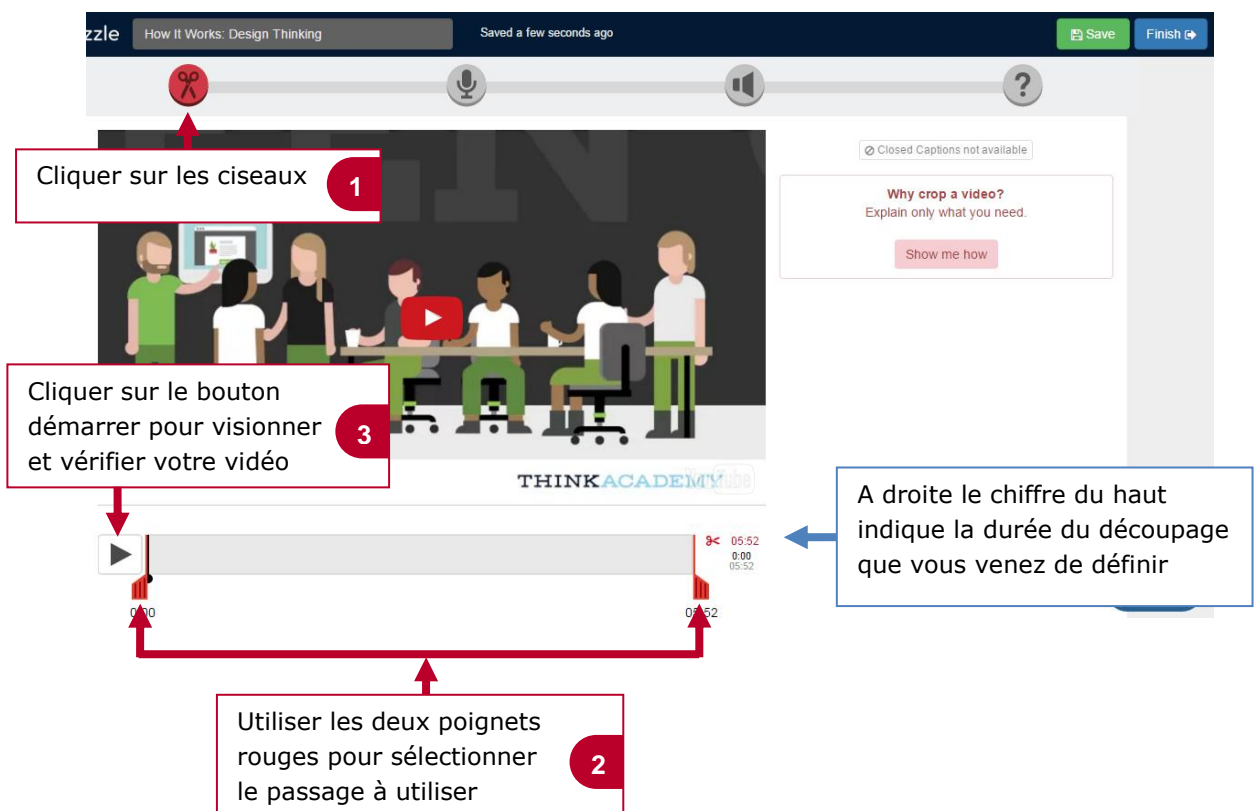 zzle
How It Works: Design Thinking
Saved a few seconds ago
Save
Finish
?
Closed Captions not available
Why crop a video?
Explain only what you need.
Show me how
Cliquer sur les ciseaux
1
Cliquer sur le bouton
démarrer pour visionner
et vérifier votre vidéo
3
THINKACADEMY
A droite le chiffre du haut
indique la durée du découpage
que vous venez de définir
05:52
0:00
05:52
0:00
05:52
Utiliser les deux poignets
rouges pour sélectionner
le passage à utiliser
2